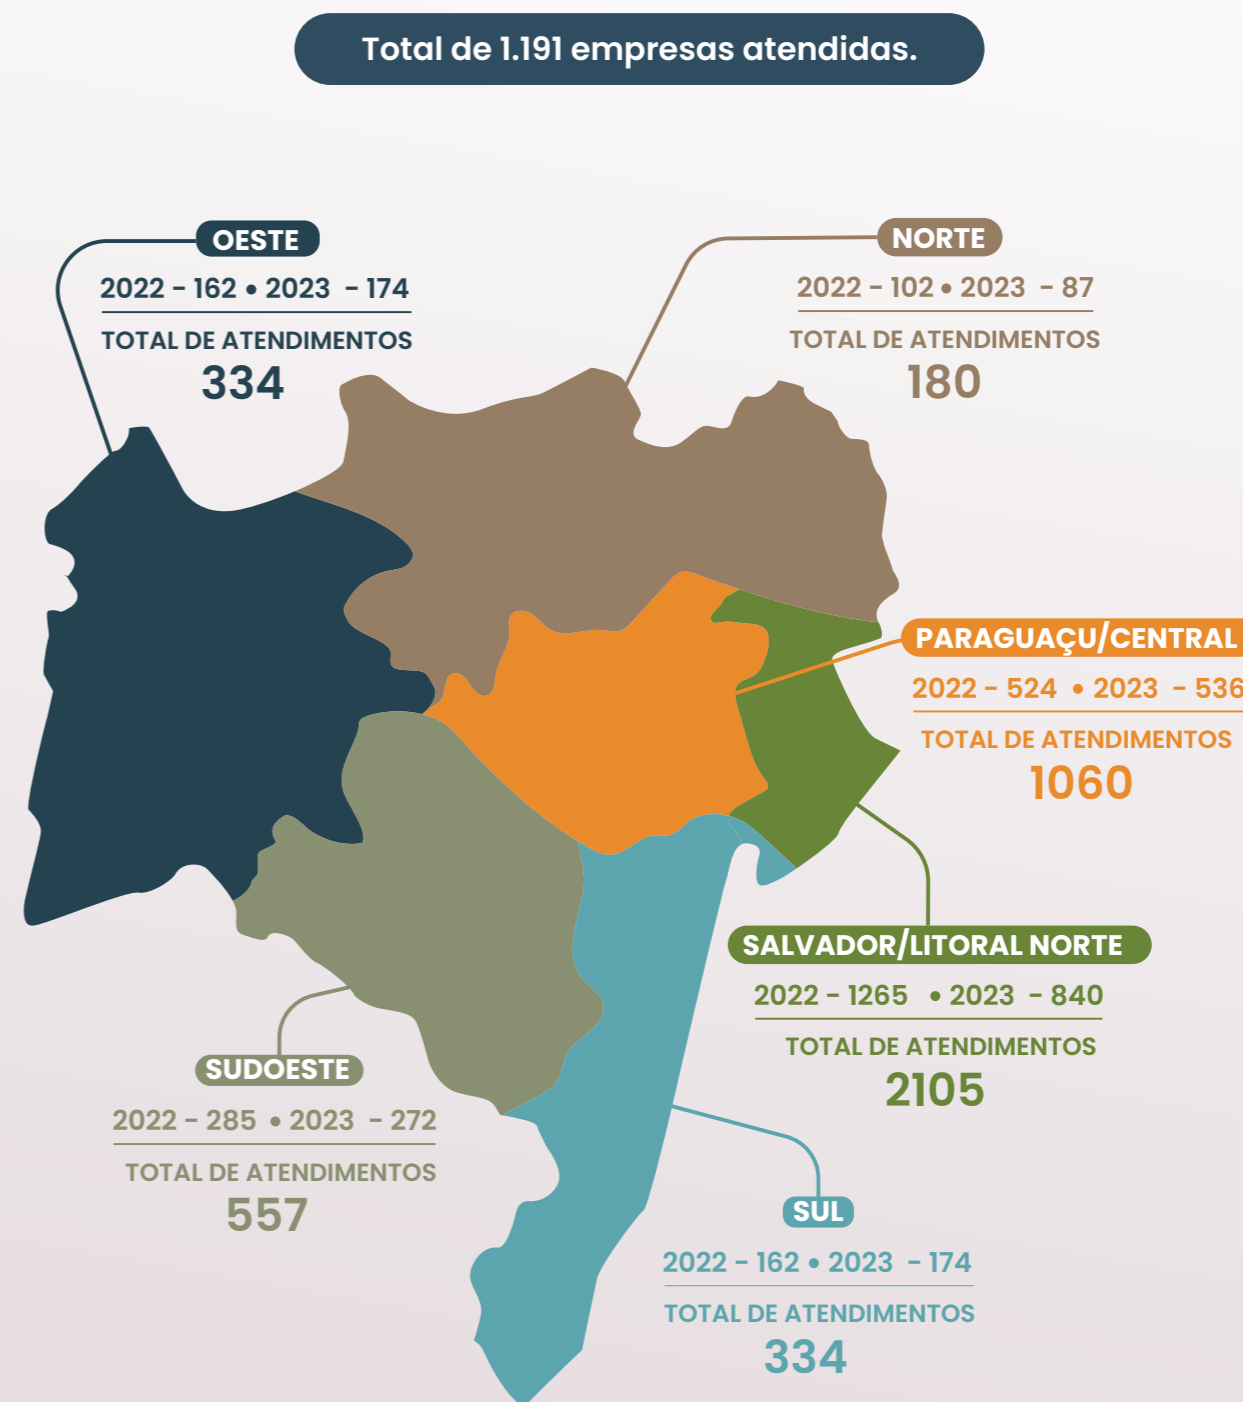 Total de 1.191 empresas atendidas.
OESTE
2022 - 162 • 2023 - 174
TOTAL DE ATENDIMENTOS
334
NORTE
2022 - 102 • 2023 - 87
TOTAL DE ATENDIMENTOS
180
PARAGUAÇU/CENTRAL
2022 - 524 • 2023 - 536
TOTAL DE ATENDIMENTOS
1060
SALVADOR/LITORAL NORTE
2022 - 1265 • 2023 - 840
TOTAL DE ATENDIMENTOS
2105
SUDOESTE
2022 - 285 • 2023 - 272
TOTAL DE ATENDIMENTOS
557
SUL
2022 - 162 • 2023 - 174
TOTAL DE ATENDIMENTOS
334